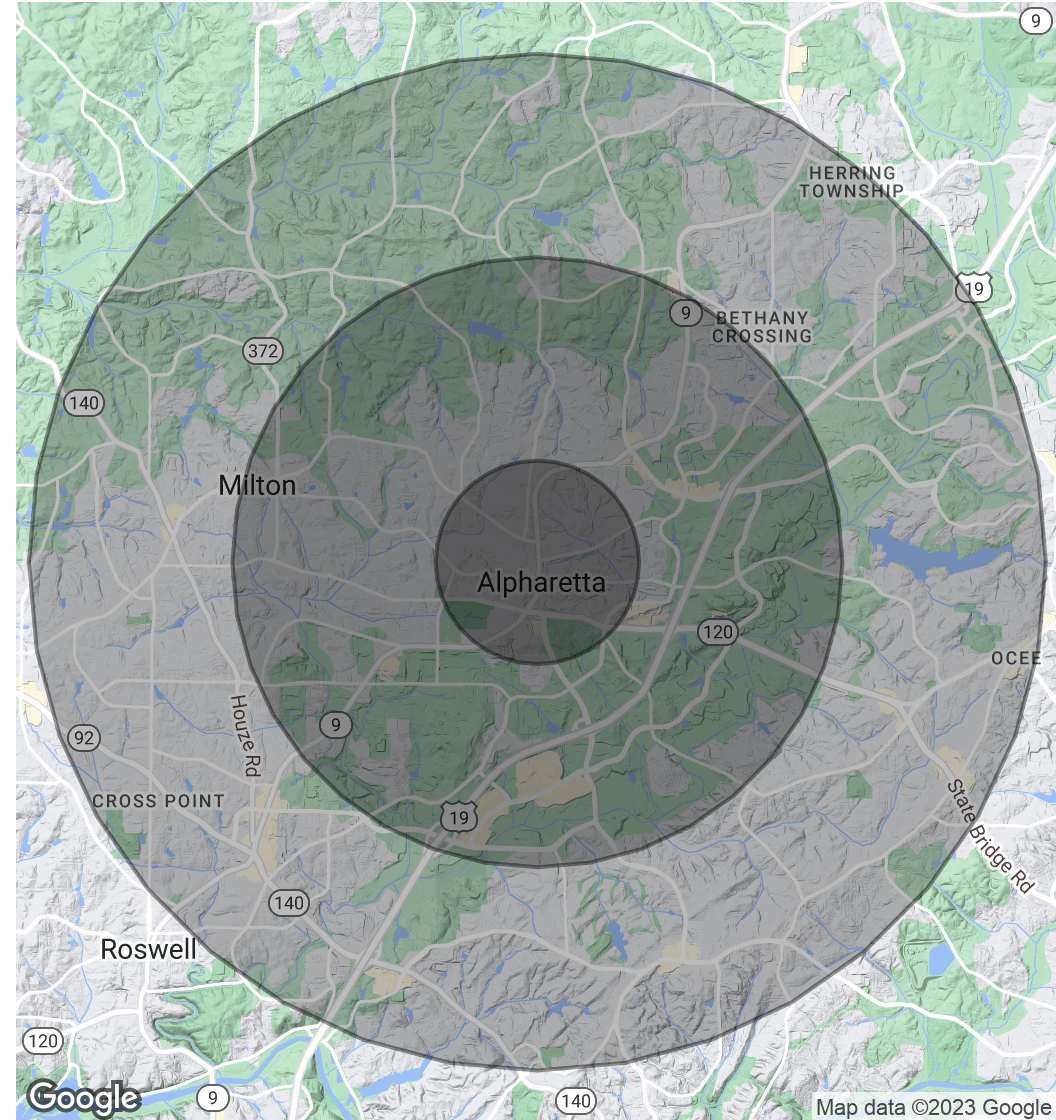 9
HERRING
TOWNSHIP
19
9
BETHANY
CROSSING
372
140
Milton
Alpharetta
120
OCEE
Houze Rd
9
92
State Bridge Rd
CROSS POINT
19
140
Roswell
120
9
140
Google
Map data ©2023 Google